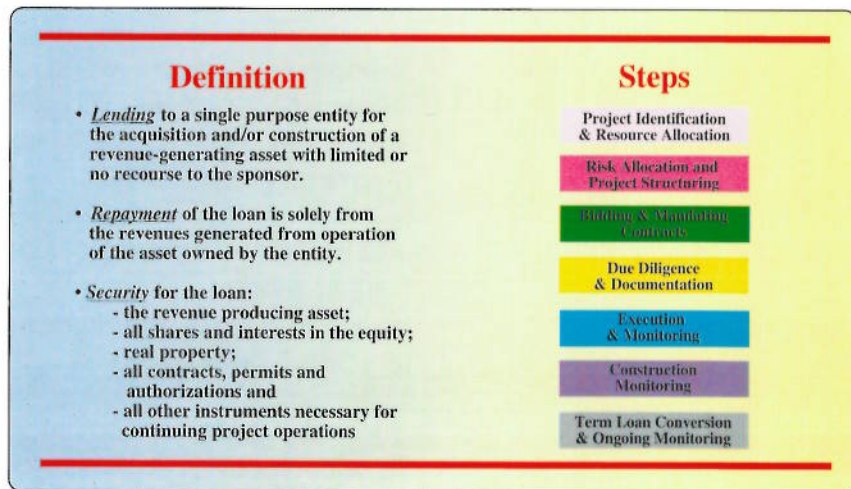 Definition
• Lending to a single purpose entity for
the acquisition and/or construction of a
revenue-generating asset with limited or
no recourse to the sponsor.
• Repayment of the loan is solely from
the revenues generated from operation
of the asset owned by the entity.
• Security for the loan:
- the revenue producing asset;
- all shares and interests in the equity;
- real property;
- all contracts, permits and
authorizations and
- all other instruments necessary for
continuing project operations
Steps
Project Identification
& Resource Allocation
Risk Allocation and
Project Structuring
Bidding & Mandating
Contracts
Due Diligence
& Documentation
Execution
& Monitoring
Construction
Monitoring
Term Loan Conversion
& Ongoing Monitoring